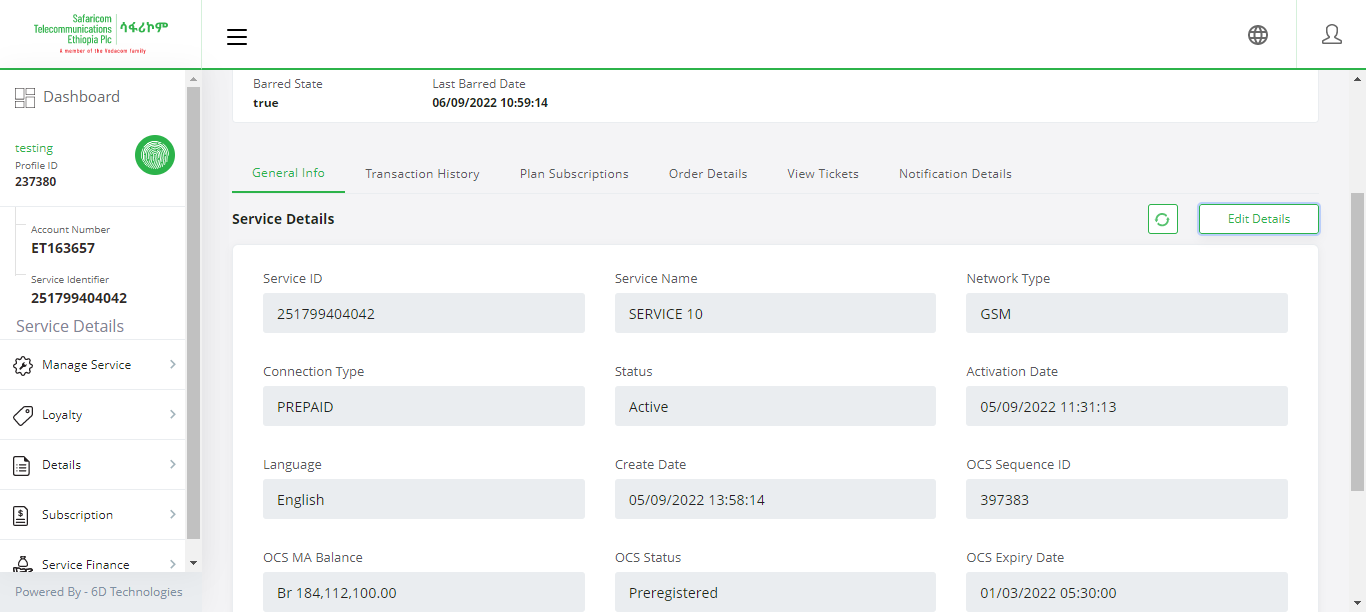 Safaricom
Telecommunications
Ethiopia Plc
ሳፋሪኮም
A member of the Vodacom family
Dashboard
testing
Profile ID
237380
Account Number
ET163657
Service Identifier
251799404042
Service Details
Manage Service
Loyalty
Details
Subscription
Service Finance
Powered By - 6D Technologies
Barred State
true
Last Barred Date
06/09/2022 10:59:14
General Info Transaction History Plan Subscriptions Order Details View Tickets Notification Details
Service Details
Edit Details
Service ID Service Name Network Type
251799404042 SERVICE 10 GSM
Connection Type Status Activation Date
PREPAID Active 05/09/2022 11:31:13
Language Create Date OCS Sequence ID
English 05/09/2022 13:58:14 397383
OCS MA Balance OCS Status OCS Expiry Date
Br 184,112,100.00 Preregistered 01/03/2022 05:30:00